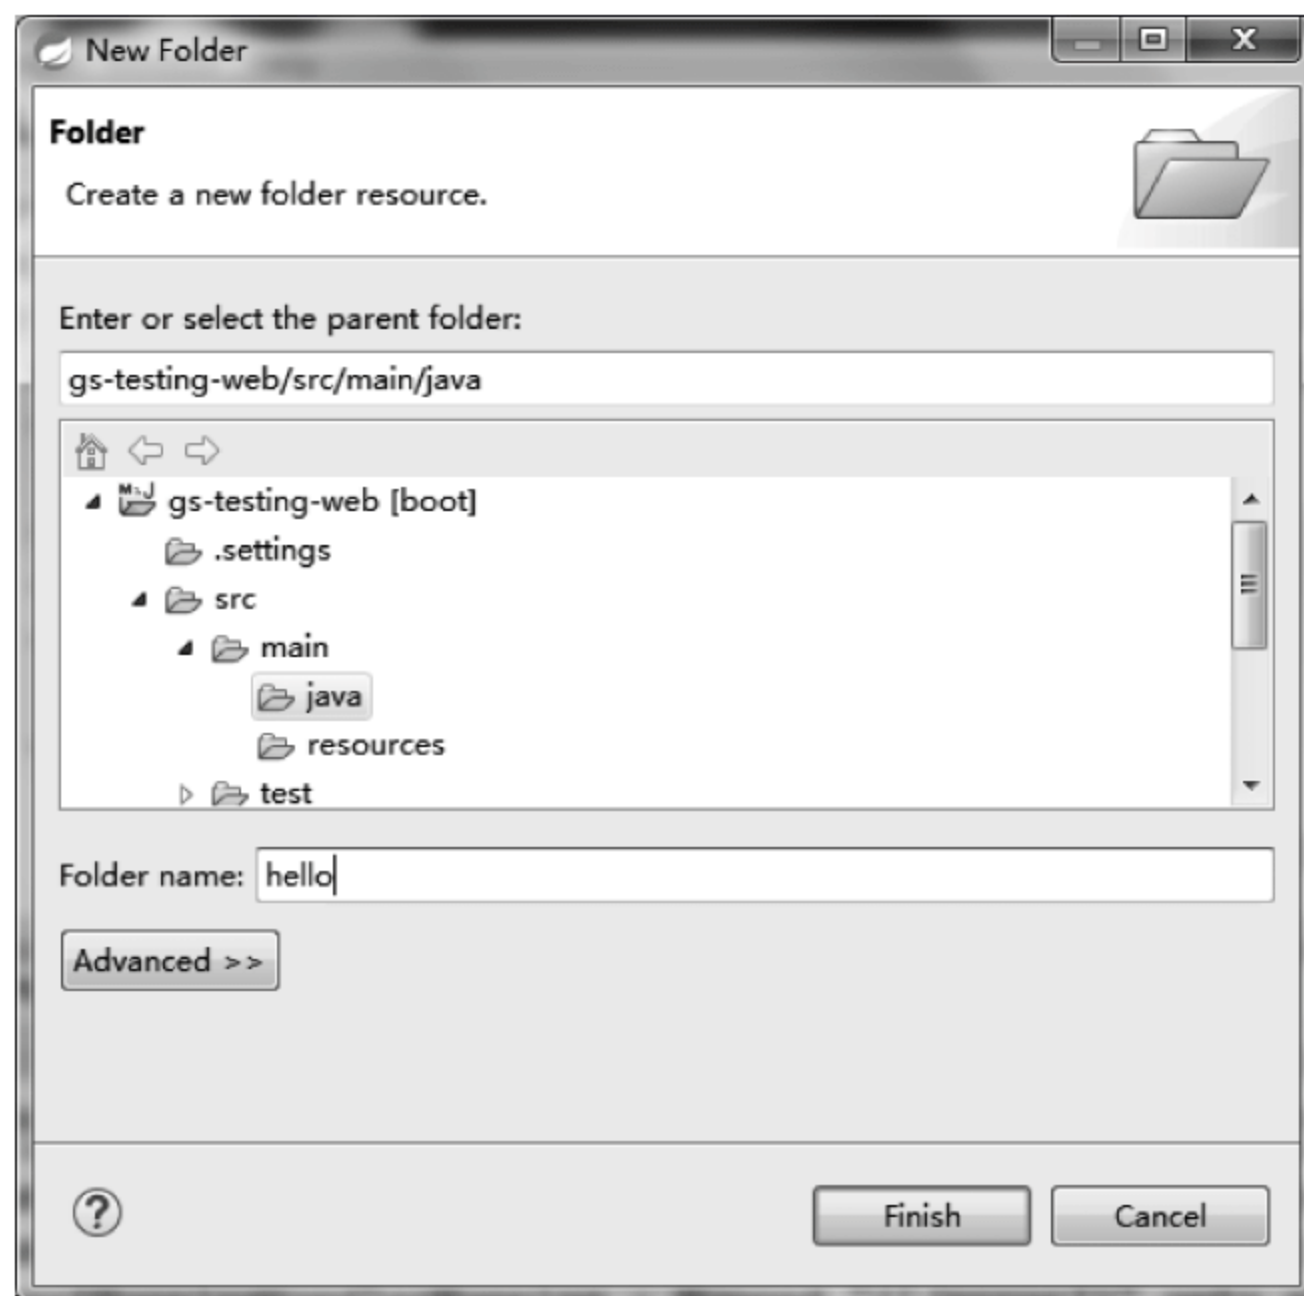 New Folder
Folder
Create a new folder resource.
Enter or select the parent folder:
gs-testing-web/src/main/java
gs-testing-web [boot]
.settings
src
main
java
resources
test
Folder name: hello
Advanced >>
Finish Cancel